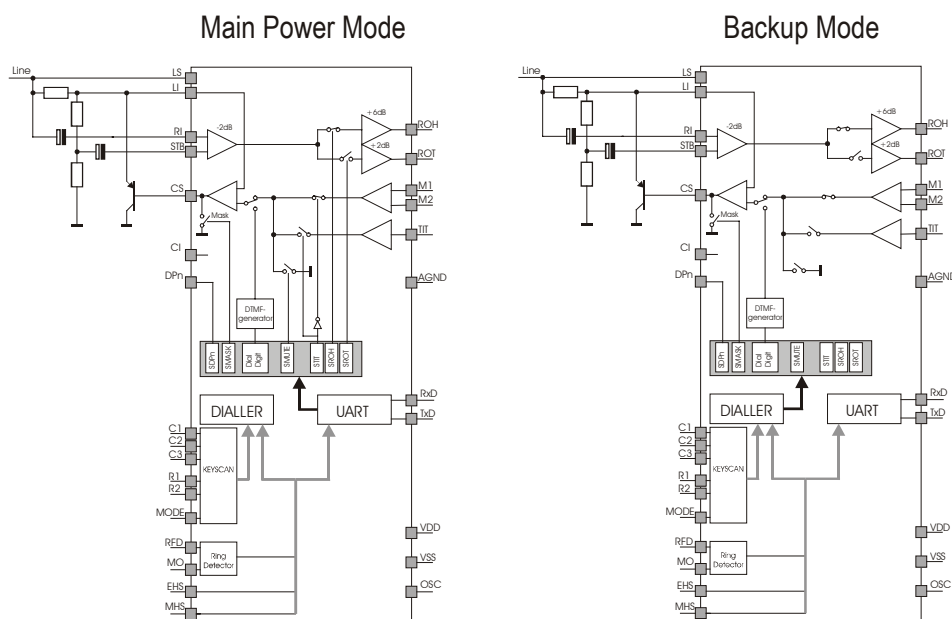 Main Power Mode
Line
LS
LI
RI
STB
CS
CI
DPn
-2dB
+6dB
+2dB
ROH
ROT
M1
M2
TIT
AGND
Mask
DTMF-
generator
SDPn
SMASK
Dial
Digit
SMUTE
STIT
SROH
SROT
DIALLER
UART
RxD
TxD
C1
C2
C3
R1
R2
MODE
KEYSCAN
RFD
MO
EHS
MHS
Ring
Detector
VDD
VSS
OSC
Backup Mode
Line
LS
LI
RI
STB
CS
CI
DPn
-2dB
+6dB
+2dB
ROH
ROT
M1
M2
TIT
AGND
Mask
DTMF-
generator
SDPn
SMASK
Dial
Digit
SMUTE
STIT
SROH
SROT
DIALLER
UART
RxD
TxD
C1
C2
C3
R1
R2
MODE
KEYSCAN
RFD
MO
EHS
MHS
Ring
Detector
VDD
VSS
OSC